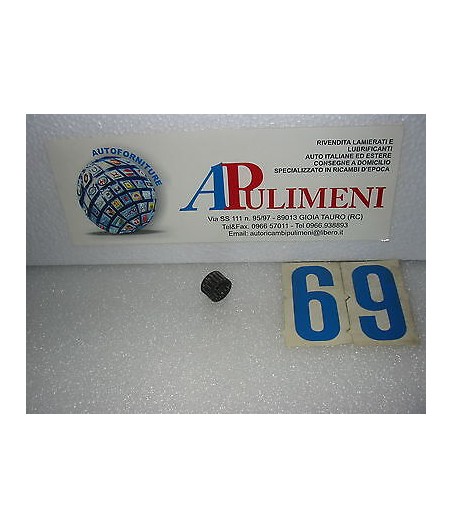 AUTOFORNITURE
RIVENDITA LAMIERATI E
LUBRIFICANTI
AUTO ITALIANE ED ESTERE
CONSEGNE A DOMICILIO
SPECIALIZZATO IN RICAMBI D'EPOCA
APULIMENI
Via SS 111 n. 95/97 - 89013 GIOIA TAURO (RC)
Tel&Fax. 0966 57011 - Tel 0966.938893
Email: autoricambipulimeni@libero.it
69